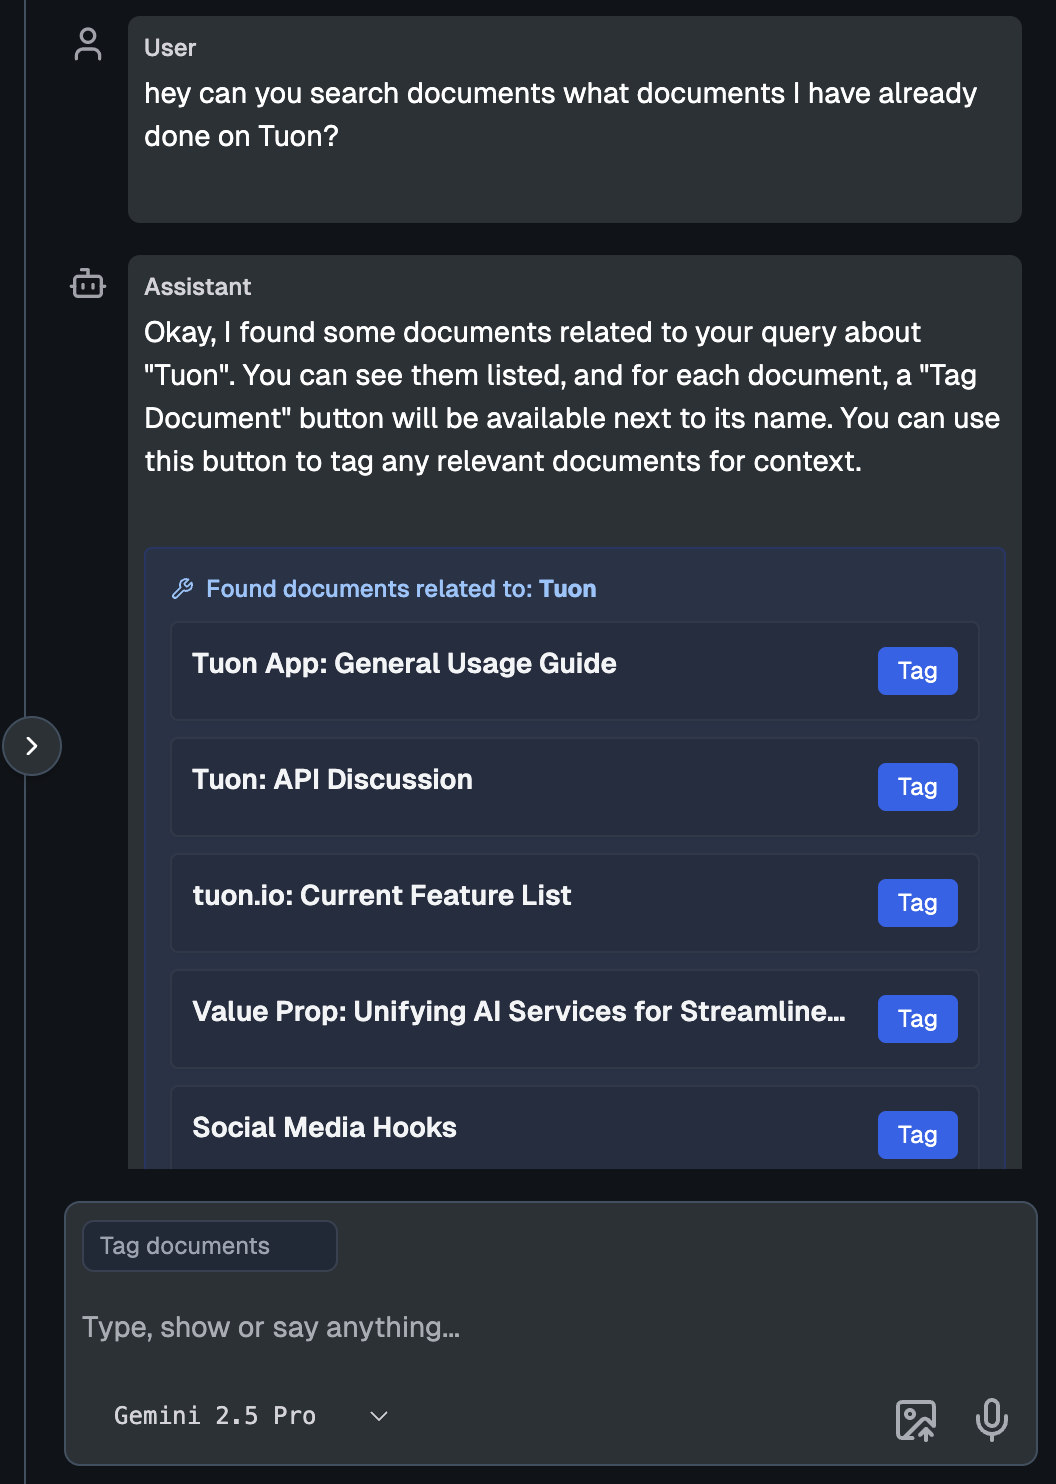 User
hey can you search documents what documents I have already
done on Tuon?
Assistant
Okay, I found some documents related to your query about
"Tuon". You can see them listed, and for each document, a "Tag
Document" button will be available next to its name. You can use
this button to tag any relevant documents for context.
Found documents related to: Tuon
Tuon App: General Usage Guide
Tag
Tuon: API Discussion
Tag
tuon.io: Current Feature List
Tag
Value Prop: Unifying AI Services for Streamline...
Tag
Social Media Hooks
Tag
Tag documents
Type, show or say anything...
Gemini 2.5 Pro